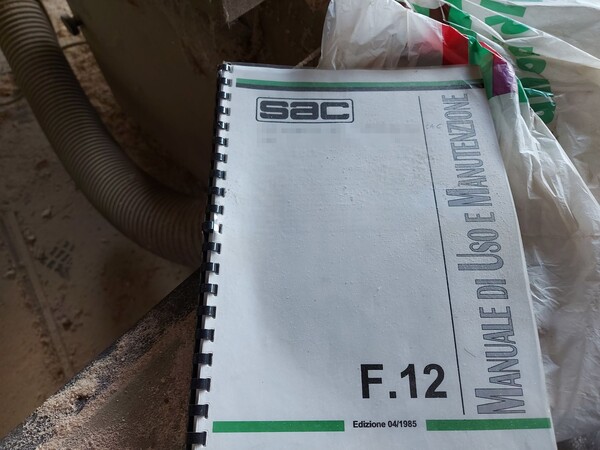 sac
MANUALE DI USO E MANUTENZIONE
F.12
Edizione 04/1985